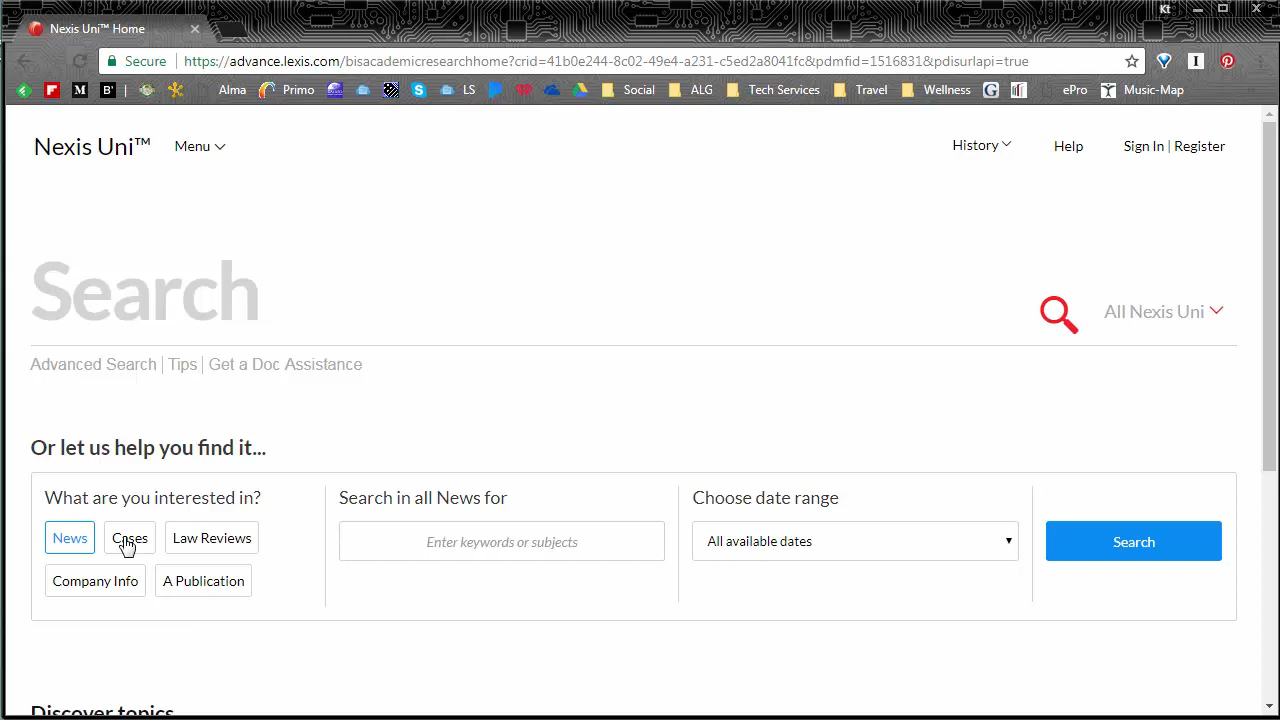 Nexis Uni™ Home
Kt
Secure
https://advance.lexis.com/bisacademicresearchhome?crid=41b0e244-8c02-49e4-a231-c5ed2a8041fc&pdmfid=1516831&pdisurlapi=true
Alma Primo LS Social ALG Tech Services Travel Wellness ePro Music-Map
Nexis Uni™ Menu History Help Sign In | Register
Search
All Nexis Uni
Advanced Search | Tips | Get a Doc Assistance
Or let us help you find it...
What are you interested in? Search in all News for Choose date range
News Cases Law Reviews Enter keywords or subjects All available dates Search
Company Info A Publication
Discover topics